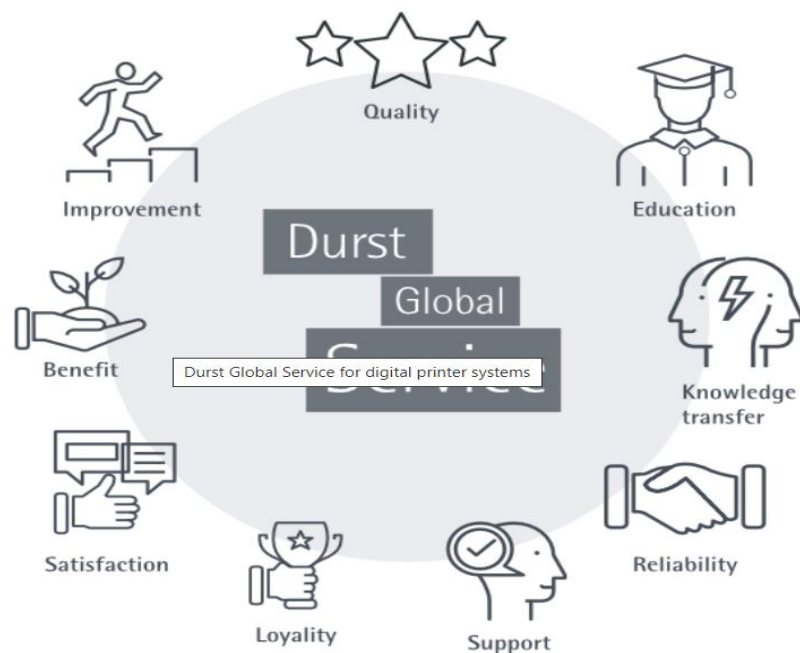 Quality
Improvement
Education
Durst
Global
Service
Durst Global Service for digital printer systems
Benefit
Knowledge
transfer
Satisfaction
Reliability
Loyality
Support